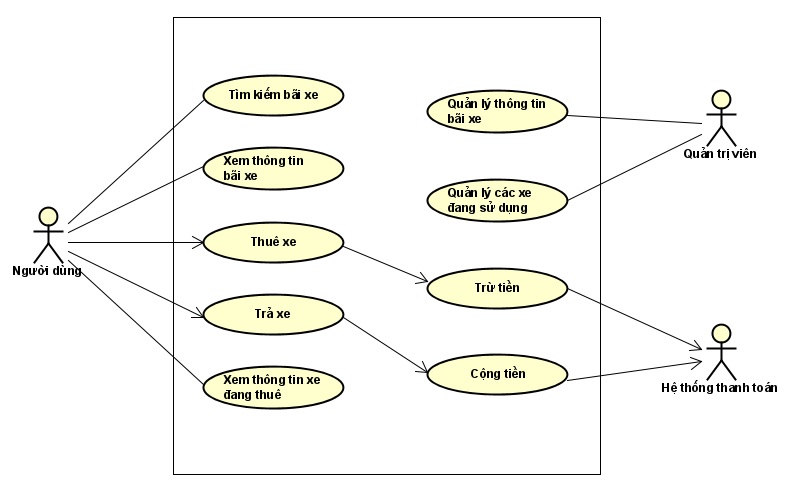 Tìm kiếm bãi xe
Quản lý thông tin
bãi xe
Quản trị viên
Xem thông tin
bãi xe
Quản lý các xe
đang sử dụng
Người dùng
Thuê xe
Trừ tiền
Trả xe
Cộng tiền
Hệ thống thanh toán
Xem thông tin xe
đang thuê